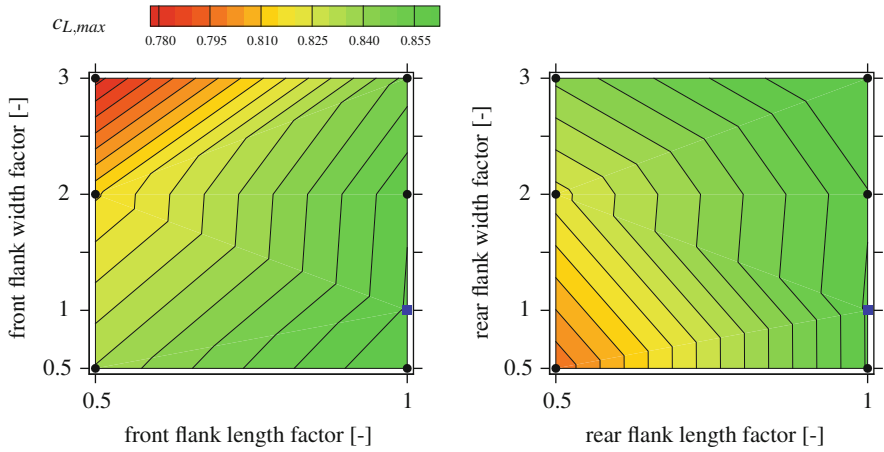 c_{L,max}
0.780 0.795 0.810 0.825 0.840 0.855
front flank width factor [-]
3
2
1
0.5
0.5 1
front flank length factor [-]
rear flank width factor [-]
3
2
1
0.5
0.5 1
rear flank length factor [-]